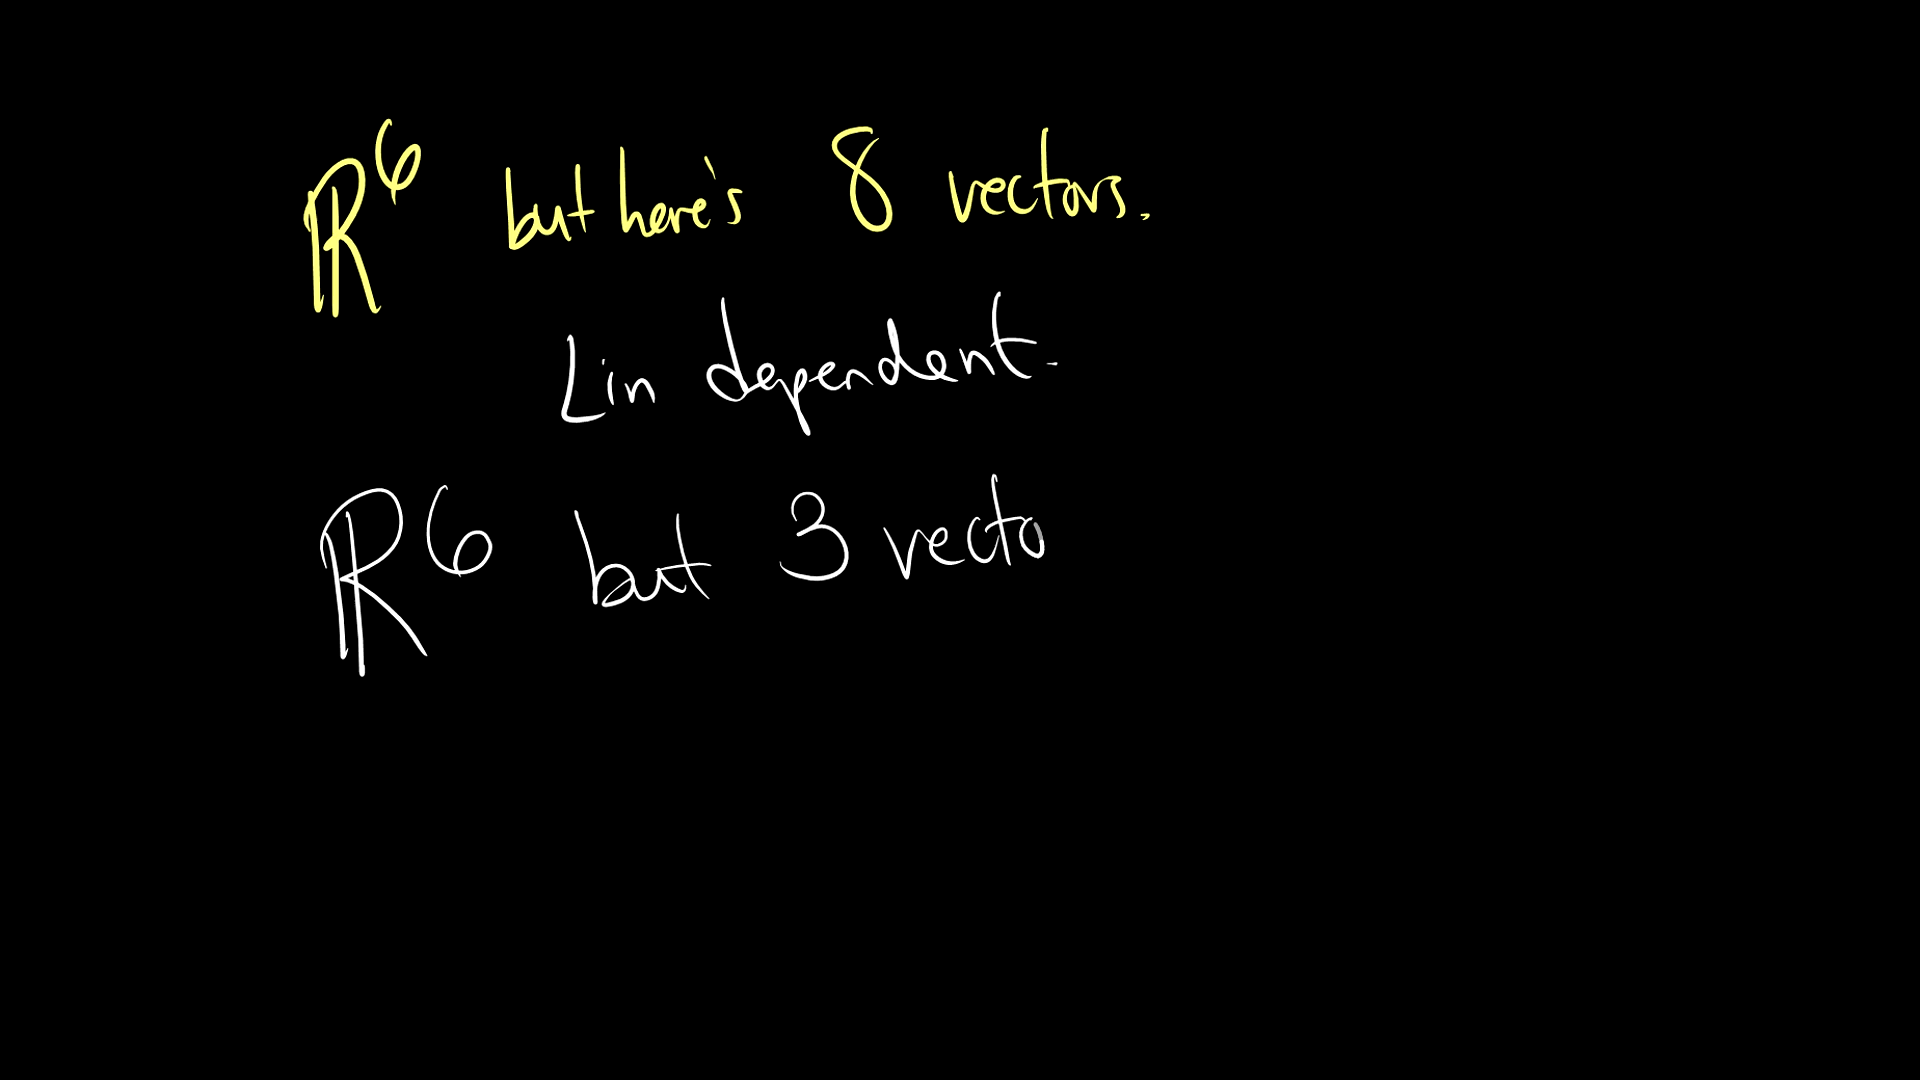 ℝ⁶ but here's 8 vectors.
Lin dependent.
ℝ⁶ but 3 vecto